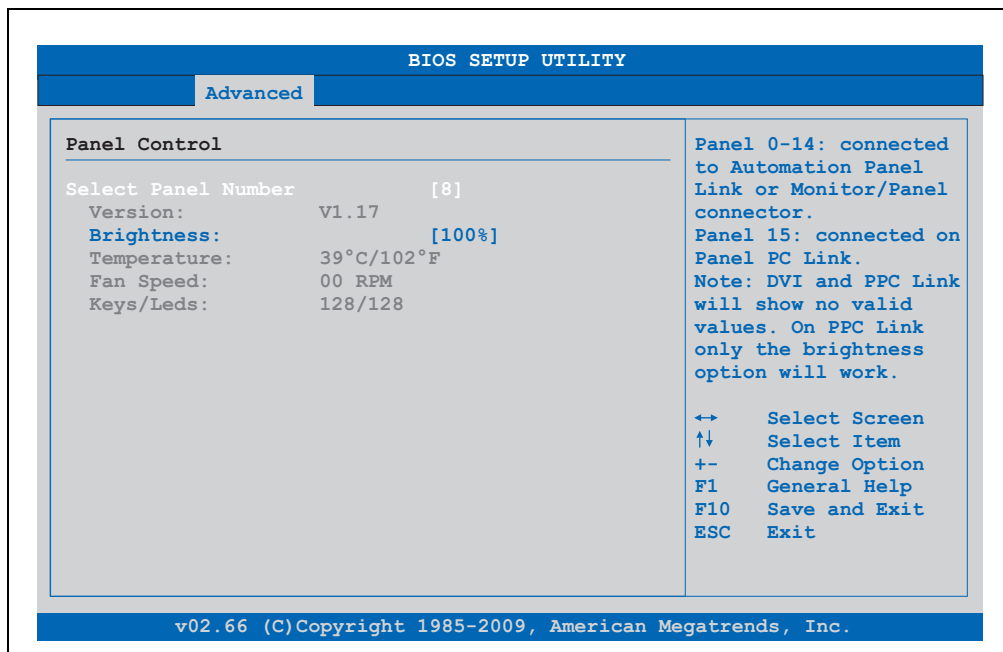 BIOS SETUP UTILITY
Advanced
Panel Control
Select Panel Number [8]
Version: V1.17
Brightness: [100%]
Temperature: 39°C/102°F
Fan Speed: 00 RPM
Keys/Leds: 128/128
Panel 0-14: connected
to Automation Panel
Link or Monitor/Panel
connector.
Panel 15: connected on
Panel PC Link.
Note: DVI and PPC Link
will show no valid
values. On PPC Link
only the brightness
option will work.
↔ Select Screen
↑↓ Select Item
+- Change Option
F1 General Help
F10 Save and Exit
ESC Exit
v02.66 (C)Copyright 1985-2009, American Megatrends, Inc.